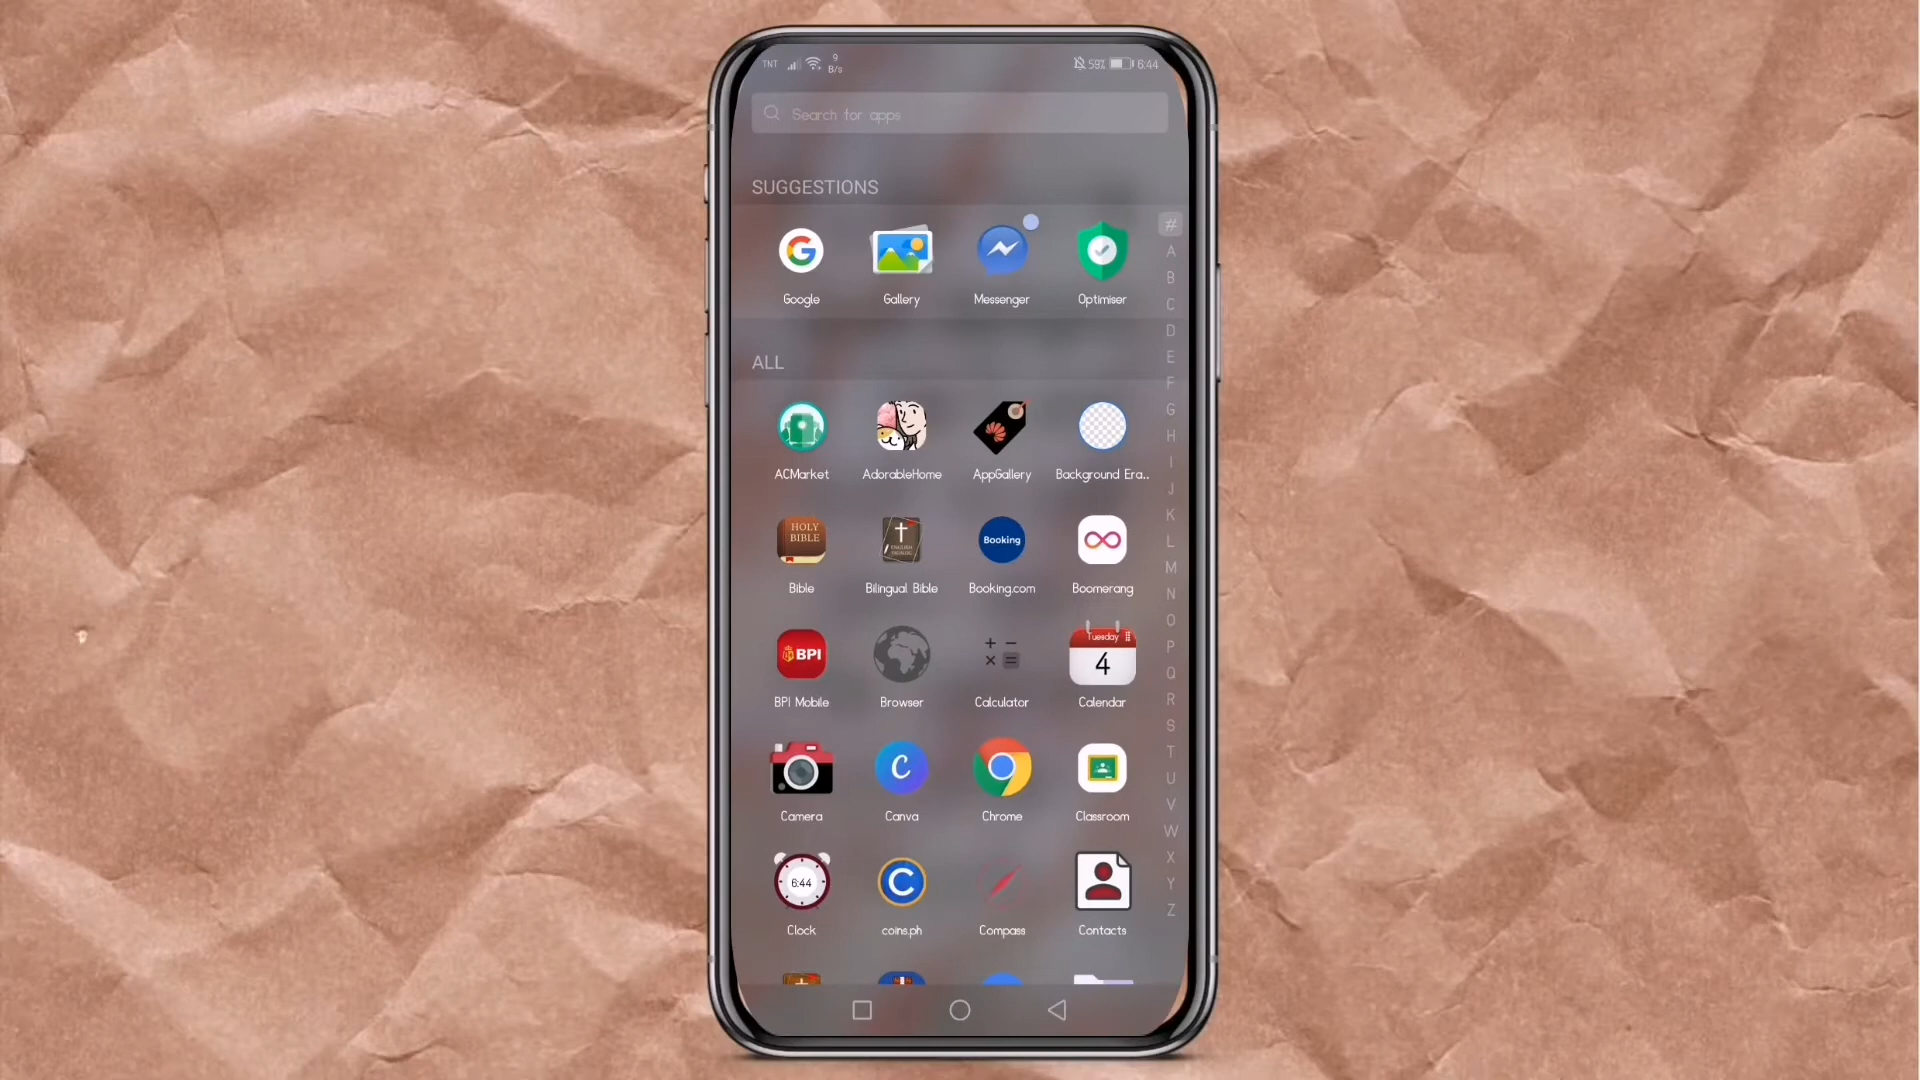 TNT 9 B/s 59% 6:44
Search for apps
SUGGESTIONS
Google Gallery Messenger Optimiser
ALL
ACMarket AdorableHome AppGallery Background Era..
HOLY BIBLE Booking
Bible Bilingual Bible Booking.com Boomerang
BPI Tuesday 4
BPI Mobile Browser Calculator Calendar
Camera Canva Chrome Classroom
6:44
Clock coins.ph Compass Contacts
#
A
B
C
D
E
F
G
H
I
J
K
L
M
N
O
P
Q
R
S
T
U
V
W
X
Y
Z